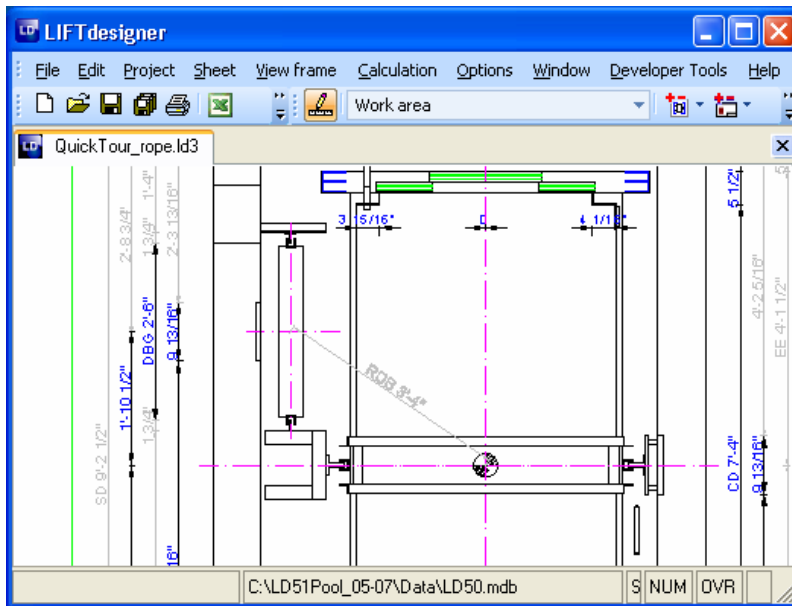 LD LIFTdesigner
File Edit Project Sheet View frame Calculation Options Window Developer Tools Help
Work area
LD QuickTour_rope.ld3
3 15/16"
4 1/16"
5 1/2"
2'-8 3/4"
1 3/4"
1'-4"
2'-3 13/16"
DBG 2'-6"
9 13/16"
1'-10 1/2"
1 3/4"
SD 9'-2 1/2"
RDB 3'-4"
4'-2 5/16"
EE 4'-1 1/2"
CD 7'-4"
9 13/16"
C:\LD51Pool_05-07\Data\LD50.mdb
S NUM OVR